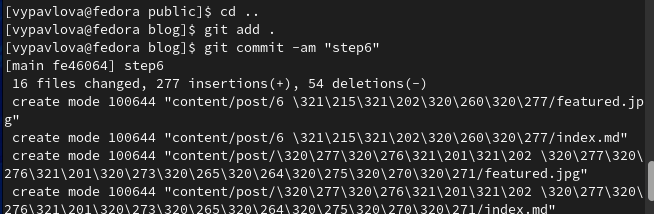 [vypavlova@fedora public]$ cd ..
[vypavlova@fedora blog]$ git add .
[vypavlova@fedora blog]$ git commit -am "step6"
[main fe46064] step6
 16 files changed, 277 insertions(+), 54 deletions(-)
 create mode 100644 "content/post/6 \321\215\321\202\320\260\320\277/featured.jp
g"
 create mode 100644 "content/post/6 \321\215\321\202\320\260\320\277/index.md"
 create mode 100644 "content/post/\320\277\320\276\321\201\321\202 \320\277\320\
276\321\201\320\273\320\265\320\264\320\275\320\270\320\271/featured.jpg"
 create mode 100644 "content/post/\320\277\320\276\321\201\321\202 \320\277\320\
276\321\201\320\273\320\265\320\264\320\275\320\270\320\271/index.md"